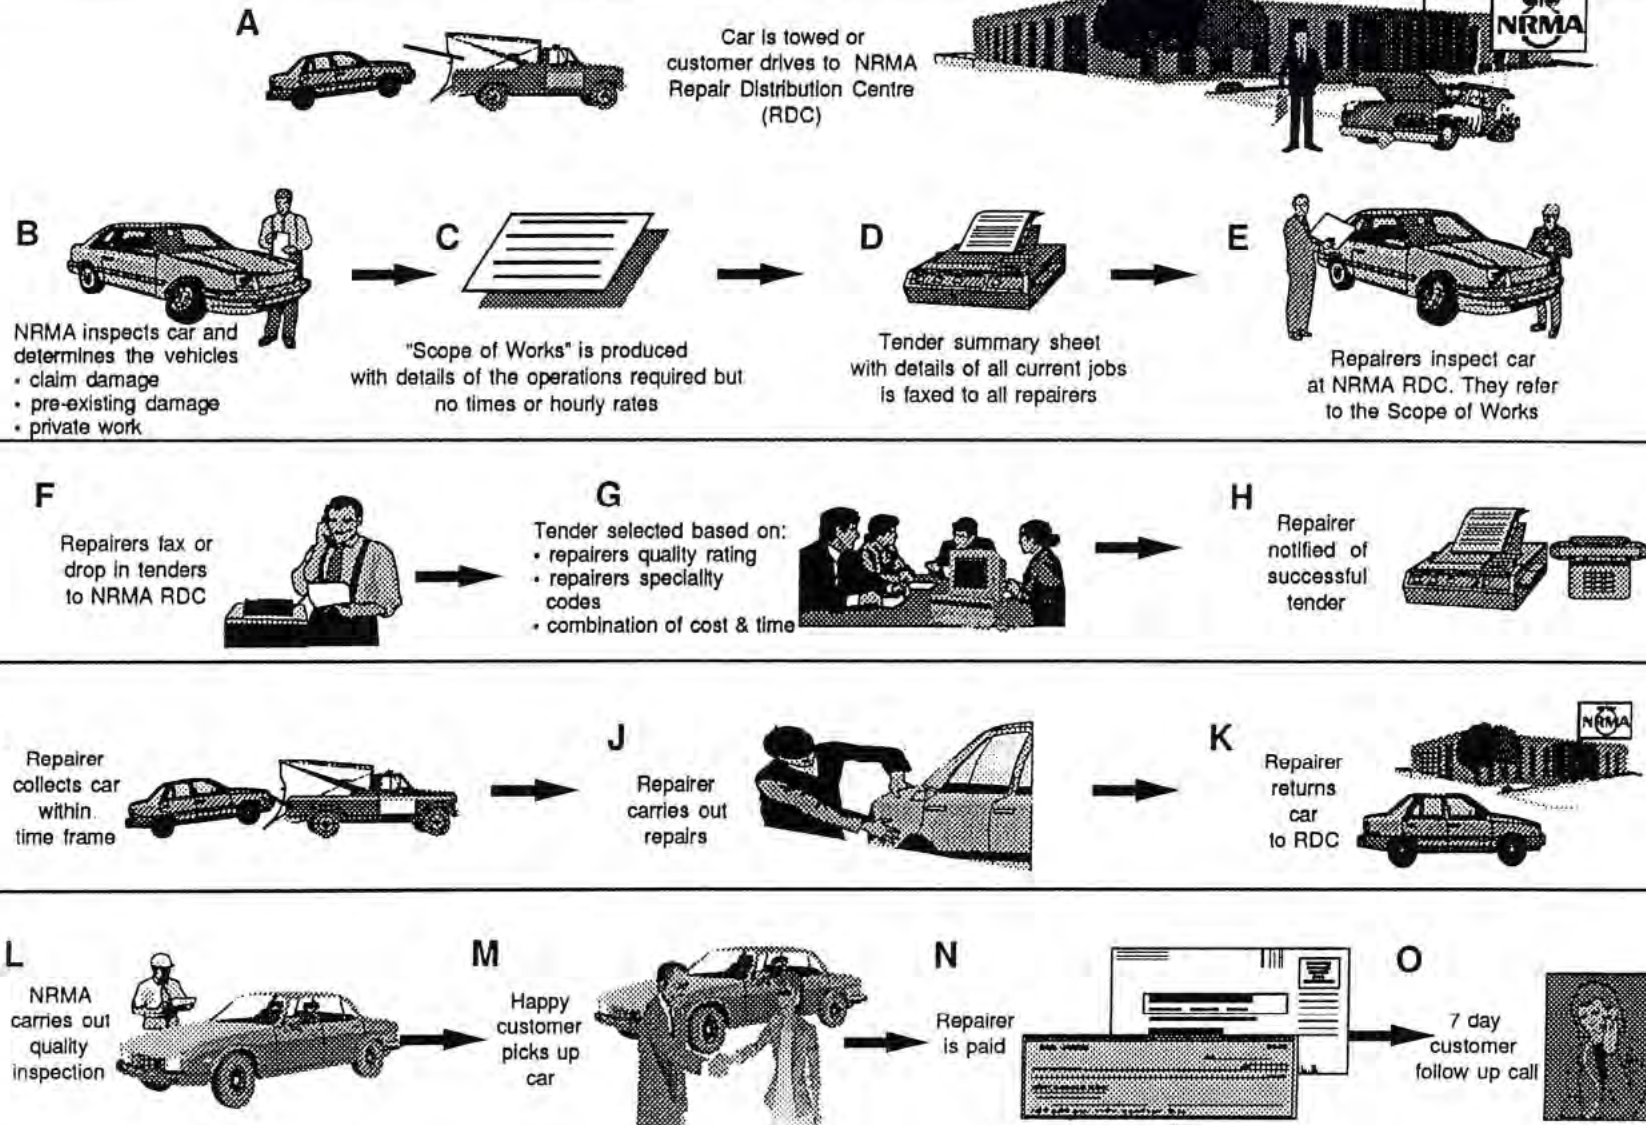 A
Car is towed or
customer drives to NRMA
Repair Distribution Centre
(RDC)
NRMA
B
NRMA inspects car and
determines the vehicles
• claim damage
• pre-existing damage
• private work
C
"Scope of Works" is produced
with details of the operations required but
no times or hourly rates
D
Tender summary sheet
with details of all current jobs
is faxed to all repairers
E
Repairers inspect car
at NRMA RDC. They refer
to the Scope of Works
F
Repairers fax or
drop in tenders
to NRMA RDC
G
Tender selected based on:
• repairers quality rating
• repairers speciality
codes
• combination of cost & time
H
Repairer
notified of
successful
tender
Repairer
collects car
within
time frame
J
Repairer
carries out
repairs
K
Repairer
returns
car
to RDC
NRMA
L
NRMA
carries out
quality
inspection
M
Happy
customer
picks up
car
N
Repairer
is paid
O
7 day
customer
follow up call